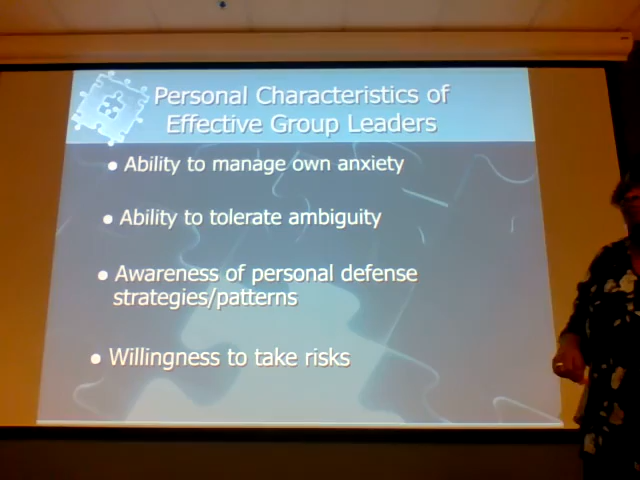 Personal Characteristics of
Effective Group Leaders
• Ability to manage own anxiety
• Ability to tolerate ambiguity
• Awareness of personal defense
strategies/patterns
• Willingness to take risks